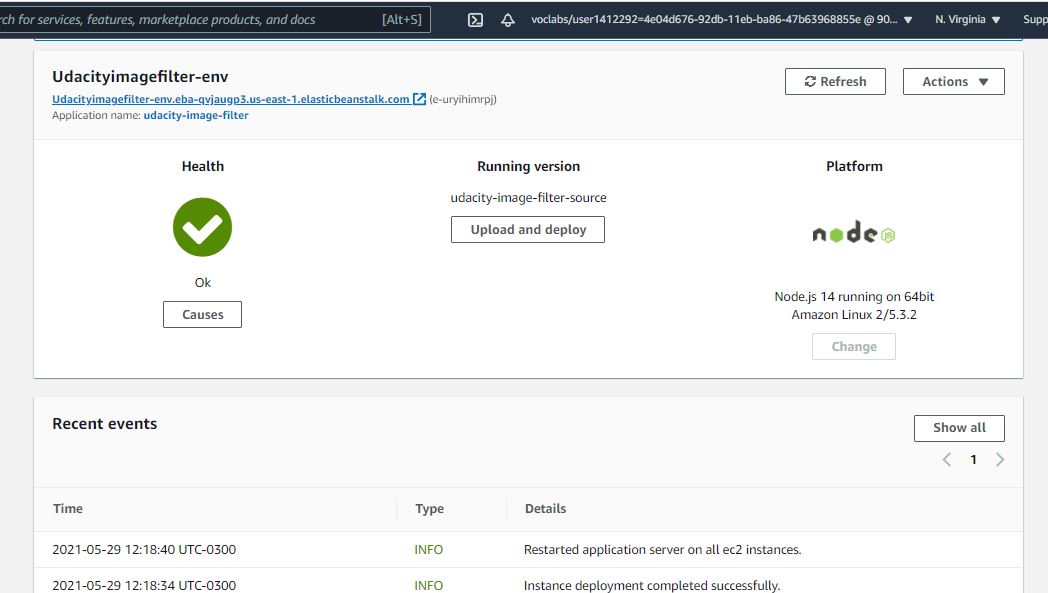 rch for services, features, marketplace products, and docs [Alt+S] voclabs/user1412292=4e04d676-92db-11eb-ba86-47b63968855e @ 90... ▼ N. Virginia ▼ Supp
Udacityimagefilter-env
Refresh
Actions ▼
Udacityimagefilter-env.eba-qvjaugp3.us-east-1.elasticbeanstalk.com (e-uryihimrpj)
Application name: udacity-image-filter
Health
Running version
Platform
udacity-image-filter-source
Upload and deploy
node JS
Ok
Causes
Node.js 14 running on 64bit
Amazon Linux 2/5.3.2
Change
Recent events
Show all
1
Time Type Details
2021-05-29 12:18:40 UTC-0300 INFO Restarted application server on all ec2 instances.
2021-05-29 12:18:34 UTC-0300 INFO Instance deployment completed successfully.